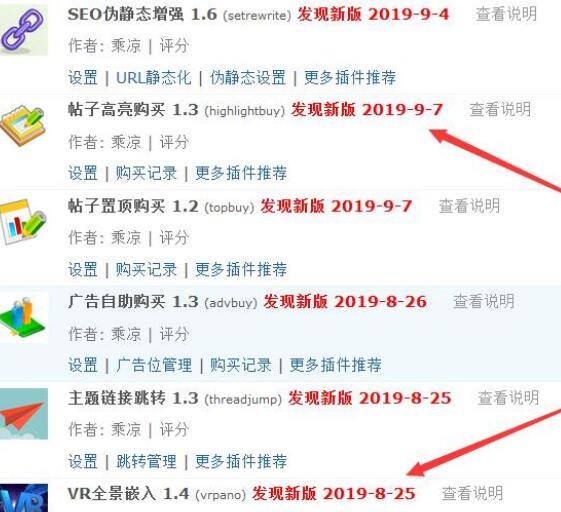 SEO伪静态增强 1.6 (setrewrite) 发现新版 2019-9-4 查看说明
作者: 乘凉 | 评分
设置 | URL静态化 | 伪静态设置 | 更多插件推荐
帖子高亮购买 1.3 (highlightbuy) 发现新版 2019-9-7 查看说明
作者: 乘凉 | 评分
设置 | 购买记录 | 更多插件推荐
帖子置顶购买 1.2 (topbuy) 发现新版 2019-9-7 查看说明
作者: 乘凉 | 评分
设置 | 购买记录 | 更多插件推荐
广告自助购买 1.3 (advbuy) 发现新版 2019-8-26 查看说明
作者: 乘凉 | 评分
设置 | 广告位管理 | 购买记录 | 更多插件推荐
主题链接跳转 1.3 (threadjump) 发现新版 2019-8-25 查看说明
作者: 乘凉 | 评分
设置 | 跳转管理 | 更多插件推荐
VR
VR全景嵌入 1.4 (vrpano) 发现新版 2019-8-25 查看说明